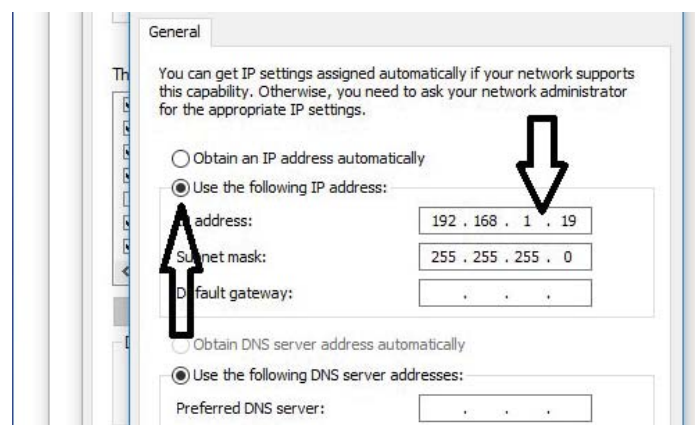 General
Th
You can get IP settings assigned automatically if your network supports
this capability. Otherwise, you need to ask your network administrator
for the appropriate IP settings.
Obtain an IP address automatically
Use the following IP address:
address:
192 . 168 . 1 . 19
Subnet mask:
255 . 255 . 255 . 0
Default gateway:
. . .
Obtain DNS server address automatically
Use the following DNS server addresses:
Preferred DNS server:
. . .